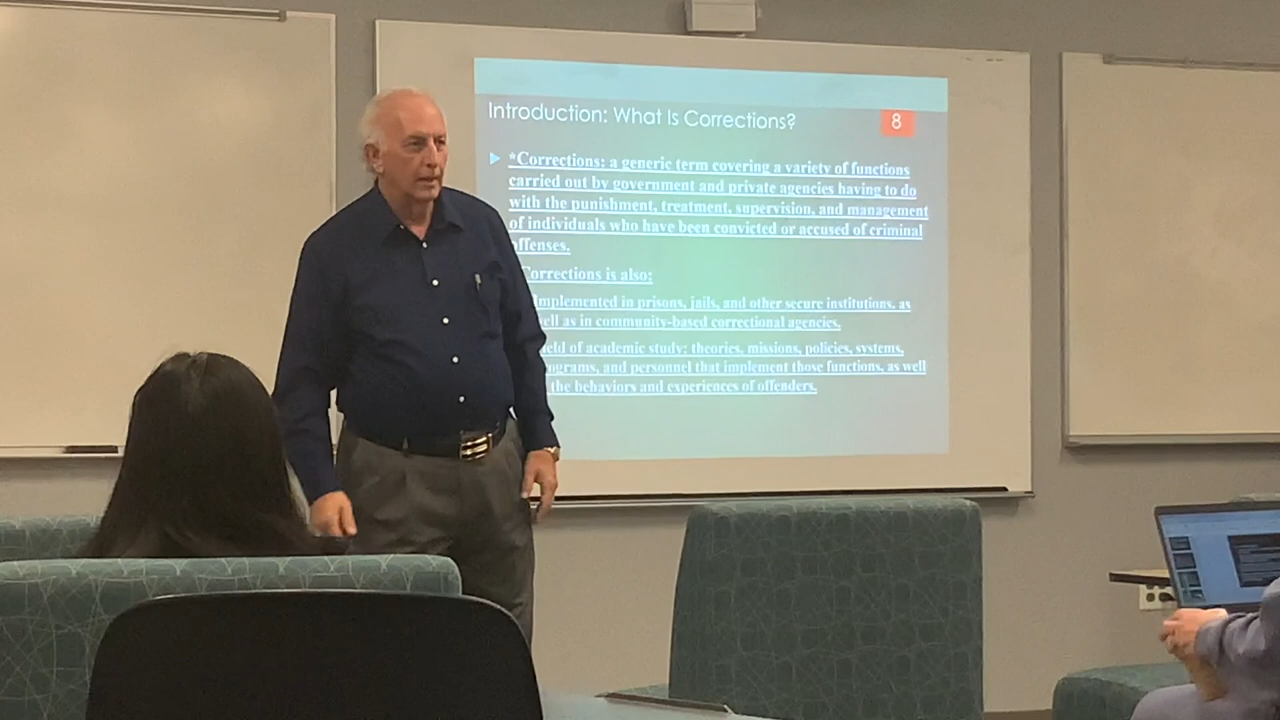 Introduction: What Is Corrections?
8
*Corrections: a generic term covering a variety of functions
carried out by government and private agencies having to do
with the punishment, treatment, supervision, and management
of individuals who have been convicted or accused of criminal
offenses.
Corrections is also:
Implemented in prisons, jails, and other secure institutions, as
well as in community-based correctional agencies.
field of academic study: theories, missions, policies, systems,
programs, and personnel that implement those functions, as well
the behaviors and experiences of offenders.